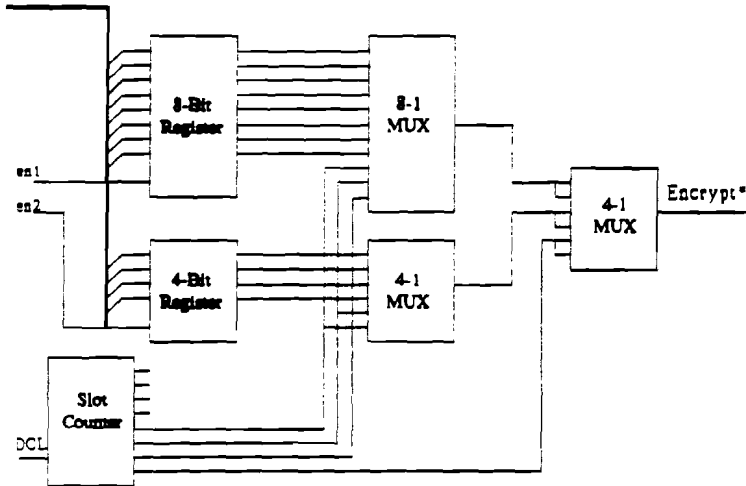 8-Bit
Register
8-1
MUX
en1
en2
4-1
MUX
Encrypt*
4-Bit
Register
4-1
MUX
Slot
Counter
DCL